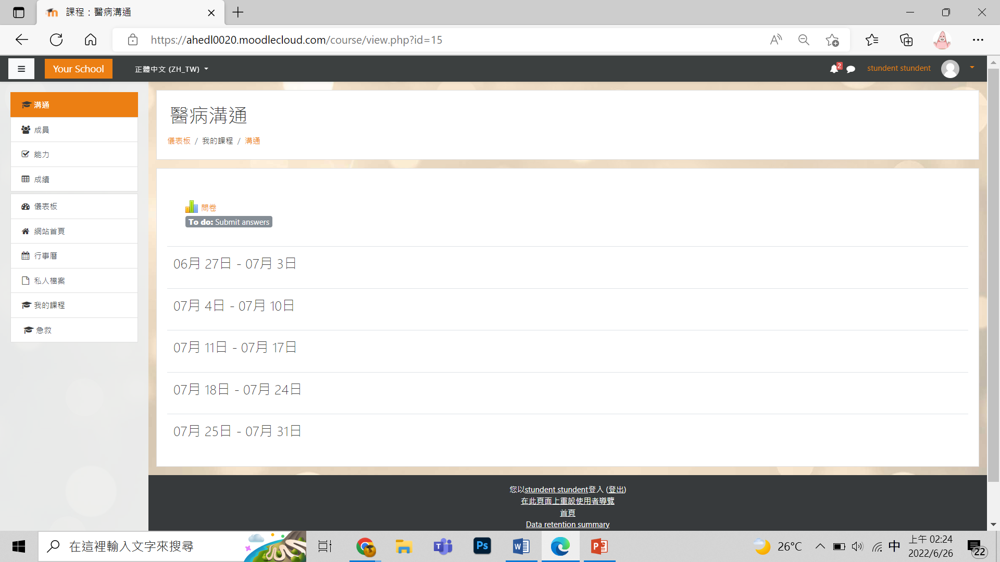 課程：醫病溝通
https://ahedl0020.moodlecloud.com/course/view.php?id=15
Your School
正體中文 (ZH_TW)
2
stundent stundent
溝通
成員
能力
成績
儀表板
網站首頁
行事曆
私人檔案
我的課程
急救
醫病溝通
儀表板 / 我的課程 / 溝通
問卷
To do: Submit answers
06月 27日 - 07月 3日
07月 4日 - 07月 10日
07月 11日 - 07月 17日
07月 18日 - 07月 24日
07月 25日 - 07月 31日
您以stundent stundent登入 (登出)
在此頁面上重設使用者導覽
首頁
Data retention summary
在這裡輸入文字來搜尋
Ps
26°C
中
上午 02:24
2022/6/26
22